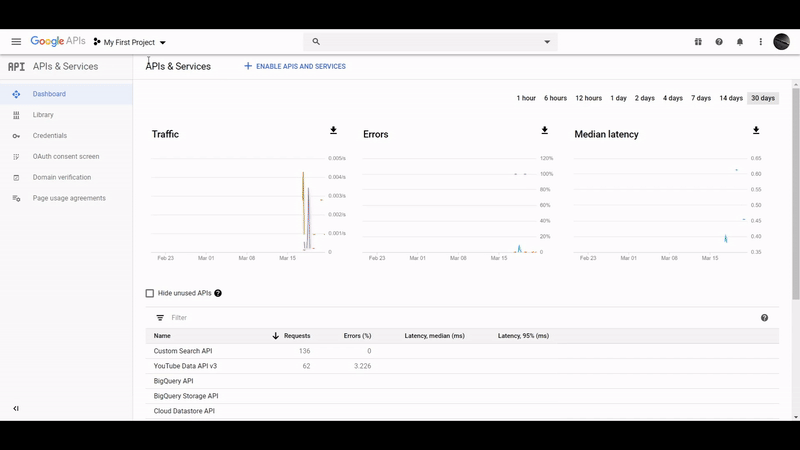 Google APIs My First Project
API APIs & Services
APIs & Services ENABLE APIS AND SERVICES
Dashboard
Library
Credentials
OAuth consent screen
Domain verification
Page usage agreements
1 hour 6 hours 12 hours 1 day 2 days 4 days 7 days 14 days 30 days
Traffic
0.005/s
0.004/s
0.003/s
0.002/s
0.001/s
0
Feb 23 Mar 01 Mar 08 Mar 15
Errors
120%
100%
80%
60%
40%
20%
0
Feb 23 Mar 01 Mar 08 Mar 15
Median latency
0.65
0.60
0.55
0.50
0.45
0.40
0.35
Feb 23 Mar 01 Mar 08 Mar 15
Hide unused APIs
Filter
Name Requests Errors (%) Latency, median (ms) Latency, 95% (ms)
Custom Search API 136 0
YouTube Data API v3 62 3.226
BigQuery API
BigQuery Storage API
Cloud Datastore API